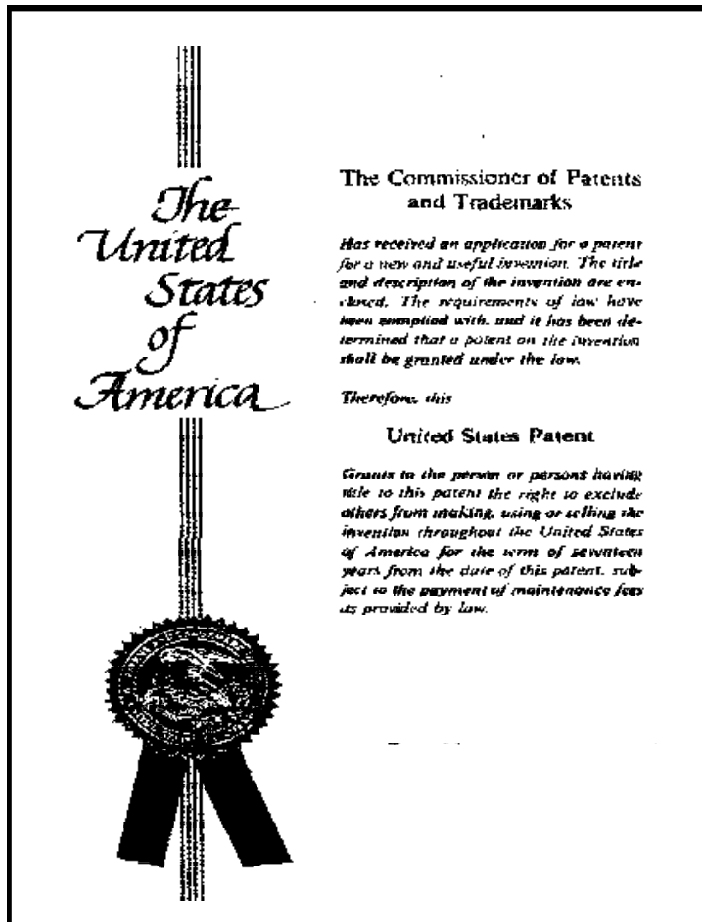 The
United
States
of
America
The Commissioner of Patents
and Trademarks
Has received an application for a patent
for a new and useful invention. The title
and description of the invention are en-
closed. The requirements of law have
been complied with, and it has been de-
termined that a patent on the invention
shall be granted under the law.
Therefore, this
United States Patent
Grants to the person or persons having
title to this patent the right to exclude
others from making, using or selling the
invention throughout the United States
of America for the term of seventeen
years from the date of this patent, sub-
ject to the payment of maintenance fees
as provided by law.